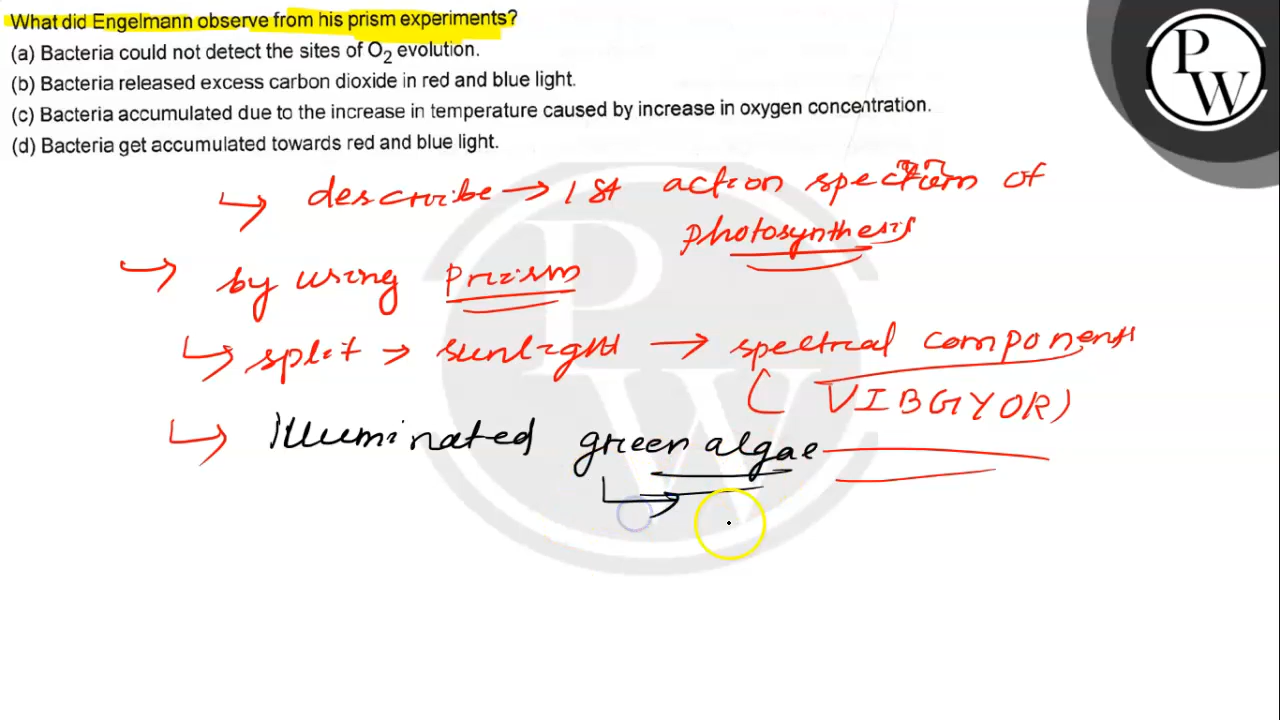 What did Engelmann observe from his prism experiments?
(a) Bacteria could not detect the sites of O2 evolution.
(b) Bacteria released excess carbon dioxide in red and blue light.
(c) Bacteria accumulated due to the increase in temperature caused by increase in oxygen concentration.
(d) Bacteria get accumulated towards red and blue light.
P
W
describe → 1st action spectrum of
photosynthesis
by using prizism
split → sunlight → spectral components
( VIBGYOR)
Illuminated green algae
P
W